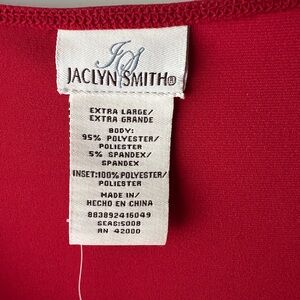 JS
JACLYN SMITH®
EXTRA LARGE/
EXTRA GRANDE
BODY:
95% POLYESTER/
POLIESTER
5% SPANDEX/
SPANDEX
INSET:100% POLYESTER/
POLIESTER
MADE IN/
HECHO EN CHINA
883892416049
SEAS:S008
RN 42000